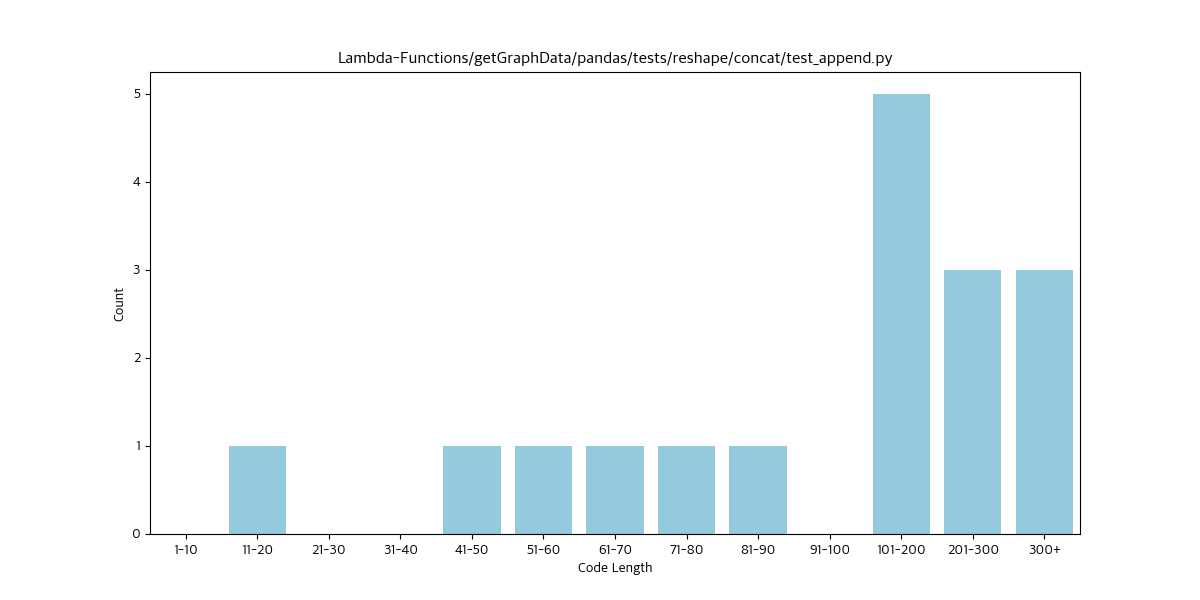 Lambda-Functions/getGraphData/pandas/tests/reshape/concat/test_append.py
5
4
3
2
1
0
Count
1-10 11-20 21-30 31-40 41-50 51-60 61-70 71-80 81-90 91-100 101-200 201-300 300+
Code Length